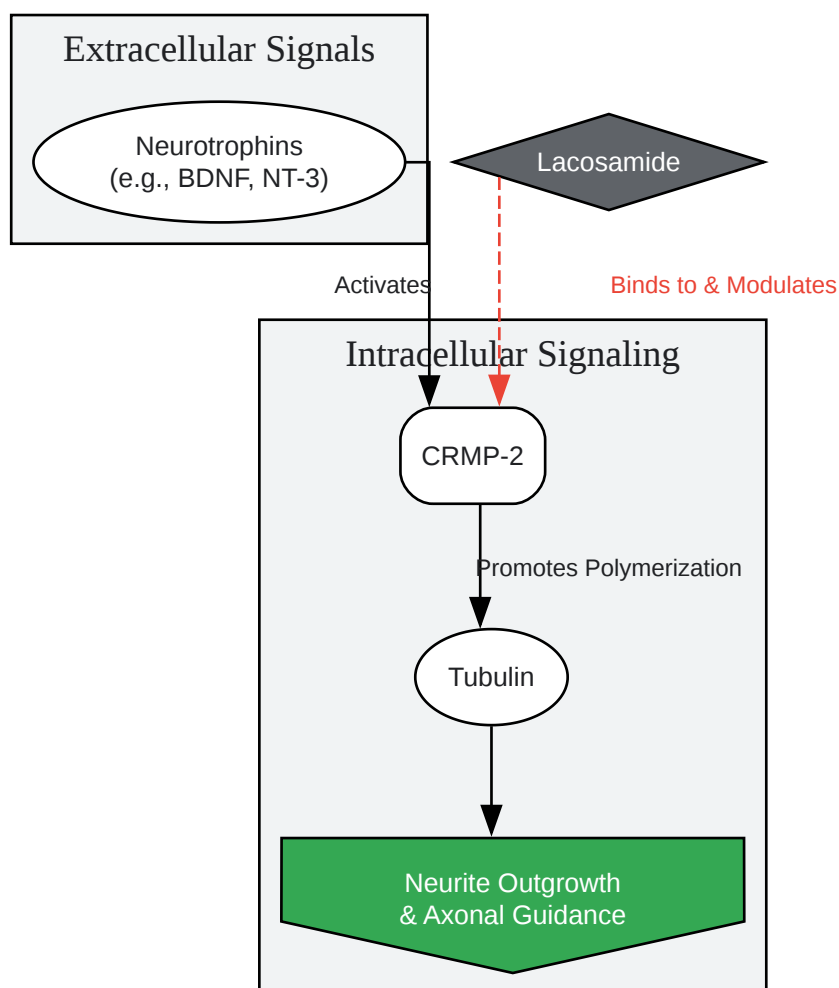 Extracellular Signals
Neurotrophins
(e.g., BDNF, NT-3)
Lacosamide
Activates
Binds to & Modulates
Intracellular Signaling
CRMP-2
Promotes Polymerization
Tubulin
Neurite Outgrowth
& Axonal Guidance